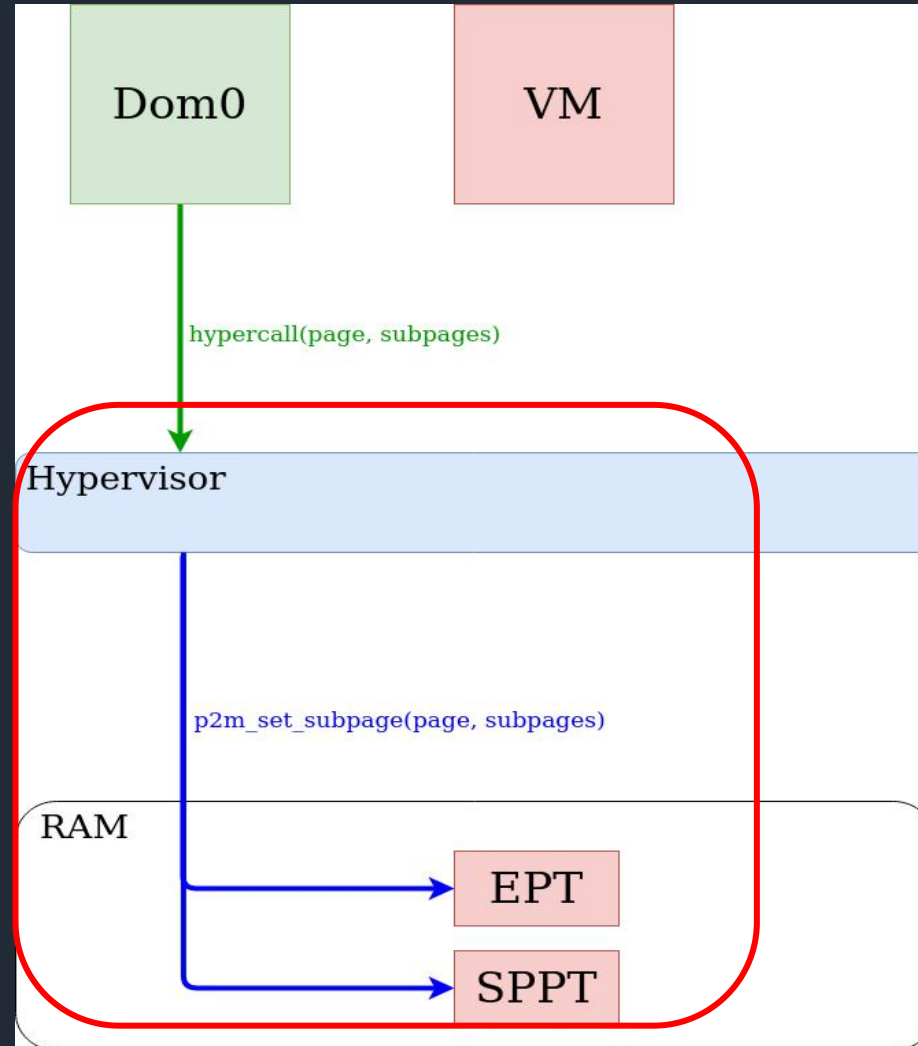 Dom0
VM
hypercall(page, subpages)
Hypervisor
p2m_set_subpage(page, subpages)
RAM
EPT
SPPT